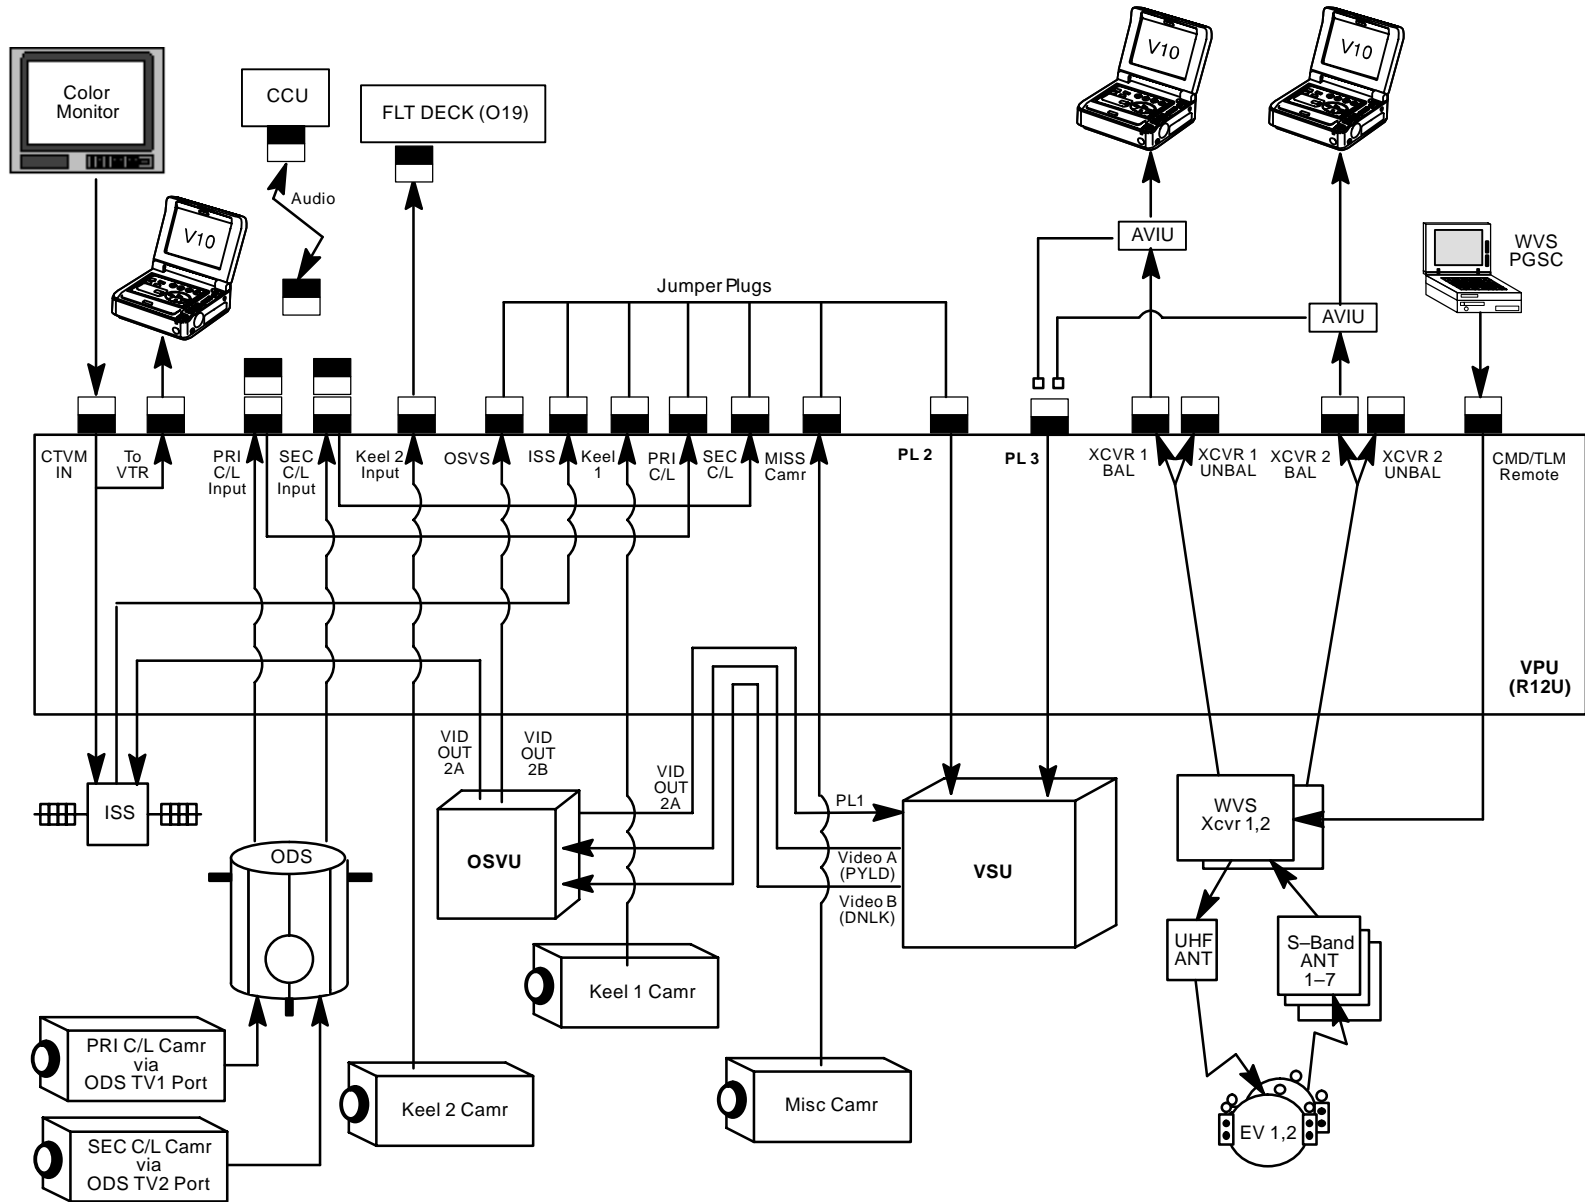 Color
Monitor
CCU
FLT DECK (O19)
V10
V10
Audio
V10
AVIU
AVIU
WVS
PGSC
Jumper Plugs
CTVM
IN
To
VTR
PRI
C/L
Input
SEC
C/L
Input
Keel 2
Input
OSVS
ISS
Keel
1
PRI
C/L
SEC
C/L
MISS
Camr
PL 2
PL 3
XCVR 1
BAL
XCVR 1
UNBAL
XCVR 2
BAL
XCVR 2
UNBAL
CMD/TLM
Remote
VPU
(R12U)
VID
OUT
2A
VID
OUT
2B
VID
OUT
2A
PL1
ISS
ODS
OSVU
Video A
(PYLD)
Video B
(DNLK)
VSU
WVS
Xcvr 1,2
UHF
ANT
S–Band
ANT
1–7
Keel 1 Camr
PRI C/L Camr
via
ODS TV1 Port
Keel 2 Camr
Misc Camr
EV 1,2
SEC C/L Camr
via
ODS TV2 Port